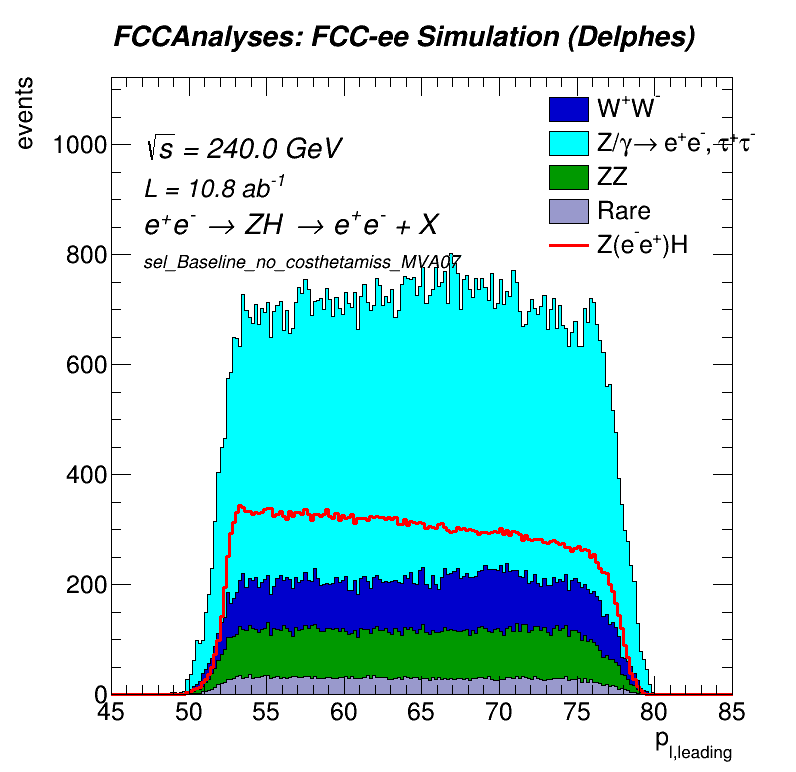 FCCAnalyses: FCC-ee Simulation (Delphes)
events
1000
800
600
400
200
0
√s = 240.0 GeV
L = 10.8 ab⁻¹
e⁺e⁻ → ZH → e⁺e⁻ + X
sel_Baseline_no_costhetamiss_MVA07
W⁺W⁻
Z/γ → e⁺e⁻, τ⁺τ⁻
ZZ
Rare
Z(e⁻e⁺)H
45 50 55 60 65 70 75 80 85
p_l,leading